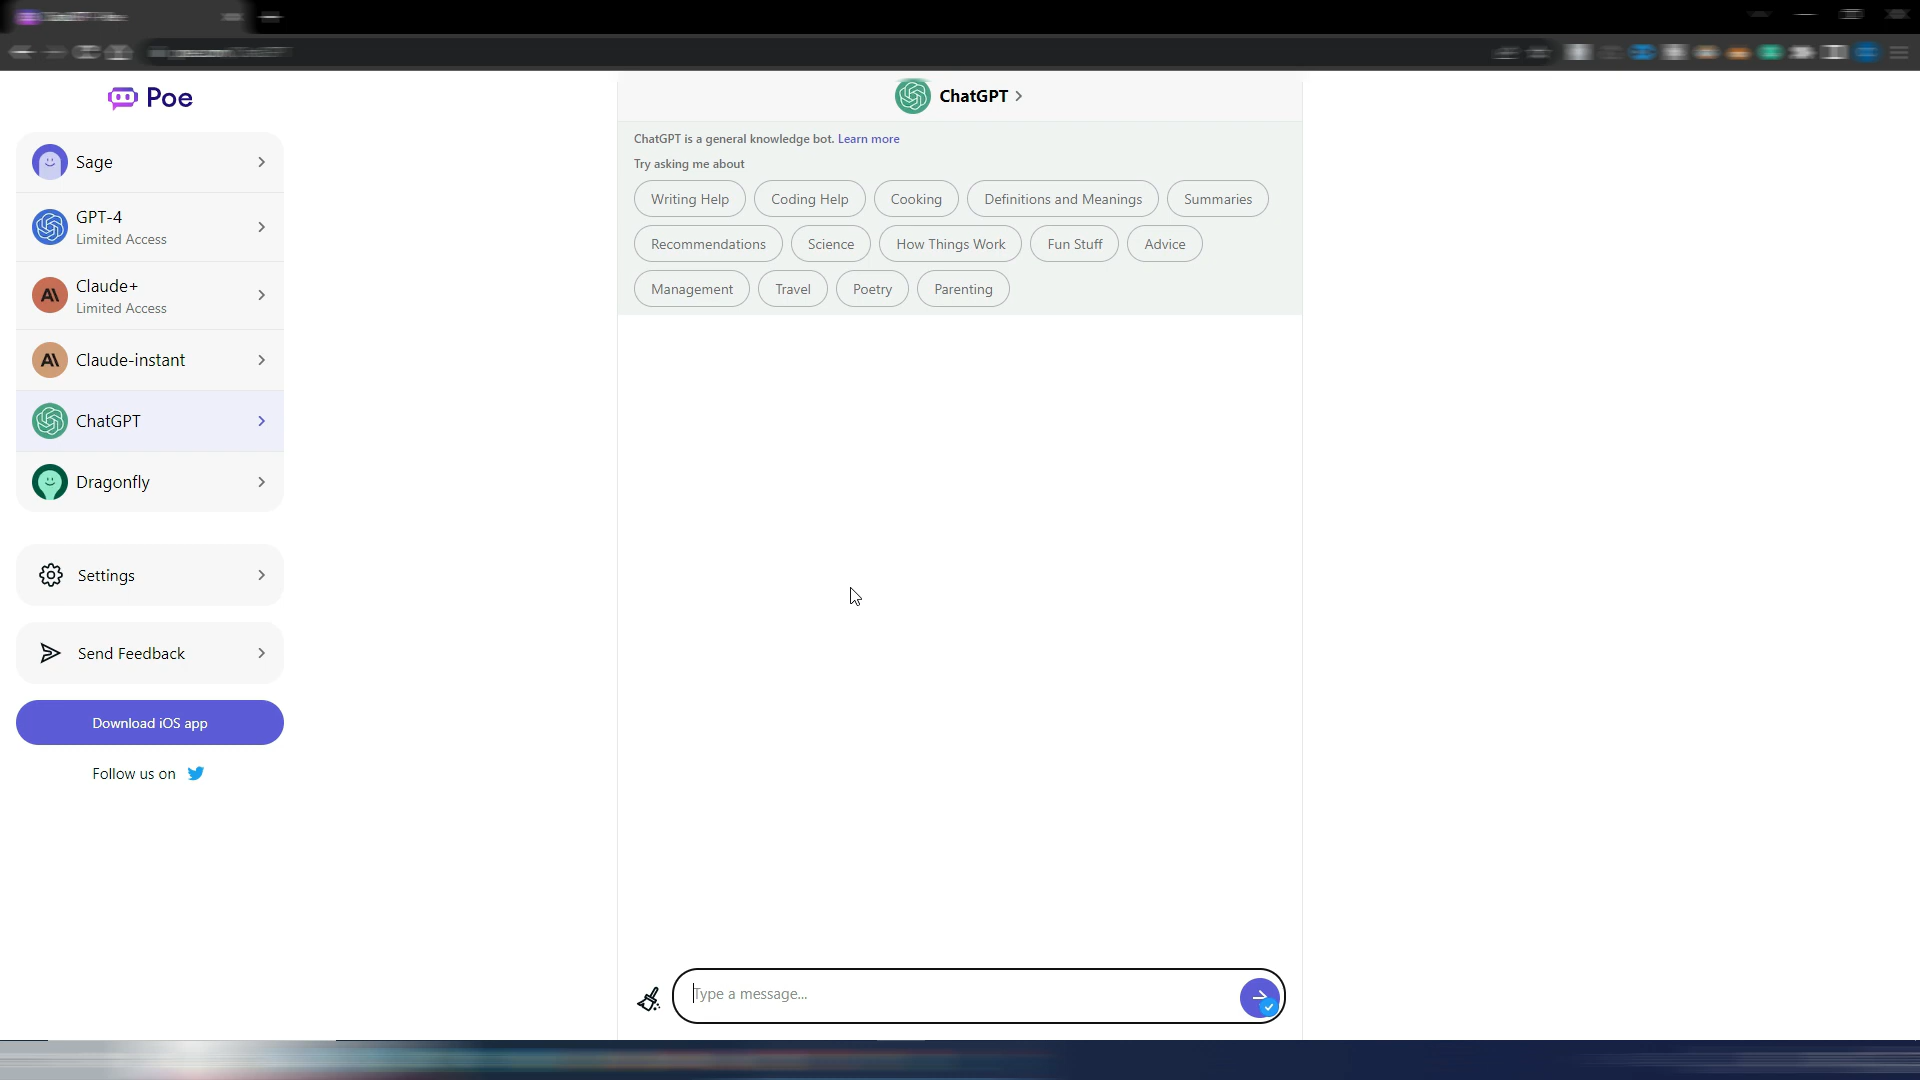 Poe
Sage
GPT-4
Limited Access
Claude+
Limited Access
Claude-instant
ChatGPT
Dragonfly
Settings
Send Feedback
Download iOS app
Follow us on
ChatGPT
ChatGPT is a general knowledge bot. Learn more
Try asking me about
Writing Help Coding Help Cooking Definitions and Meanings Summaries
Recommendations Science How Things Work Fun Stuff Advice
Management Travel Poetry Parenting
Type a message...